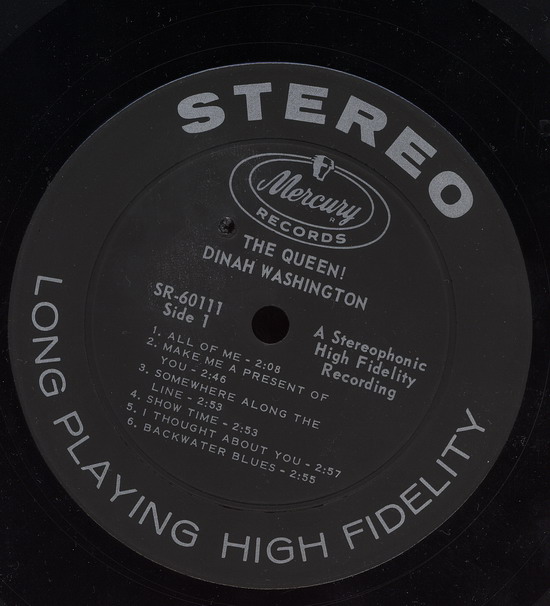 STEREO
Mercury
RECORDS
THE QUEEN!
DINAH WASHINGTON
SR-60111
Side 1
A Stereophonic
High Fidelity
Recording
1. ALL OF ME - 2:08
2. MAKE ME A PRESENT OF
YOU - 2:46
3. SOMEWHERE ALONG THE
LINE - 2:53
4. SHOW TIME - 2:53
5. I THOUGHT ABOUT YOU - 2:57
6. BACKWATER BLUES - 2:55
LONG PLAYING HIGH FIDELITY